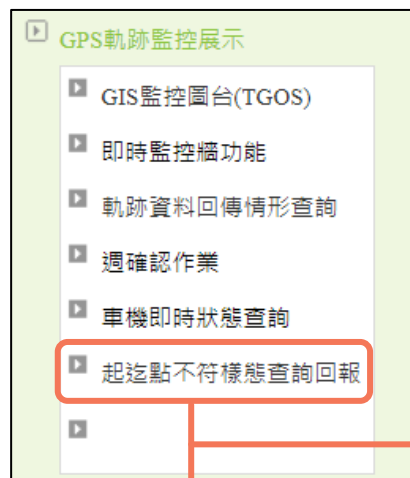 GPS軌跡監控展示
GIS監控圖台(TGOS)
即時監控牆功能
軌跡資料回傳情形查詢
週確認作業
車機即時狀態查詢
起迄點不符樣態查詢回報